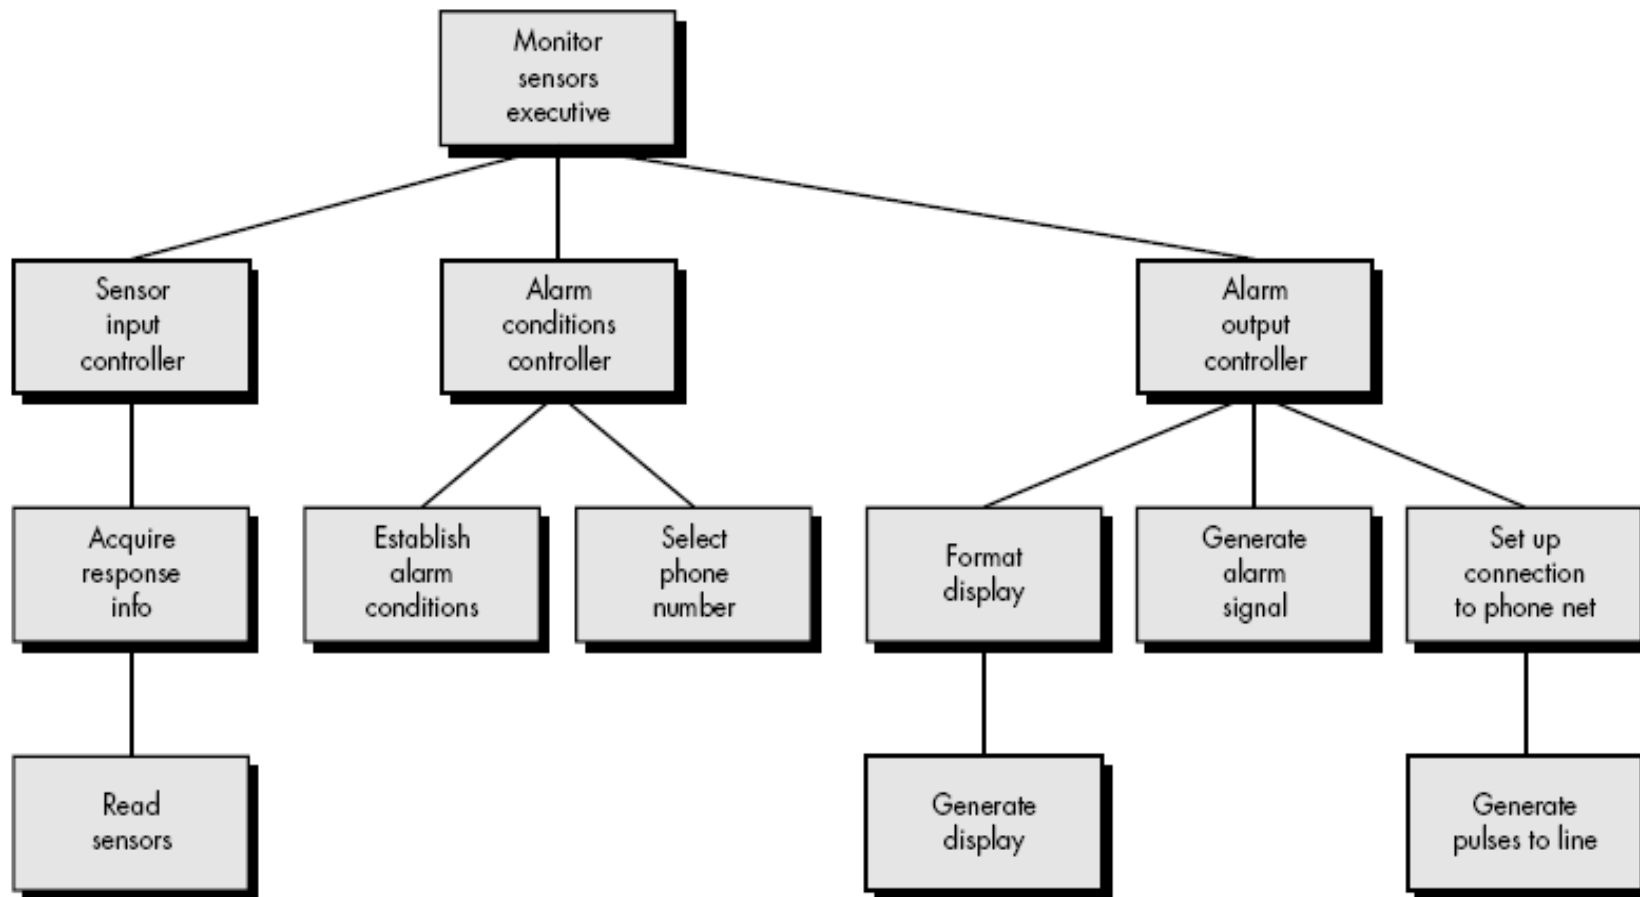 Monitor
sensors
executive
Sensor
input
controller
Alarm
conditions
controller
Alarm
output
controller
Acquire
response
info
Establish
alarm
conditions
Select
phone
number
Format
display
Generate
alarm
signal
Set up
connection
to phone net
Read
sensors
Generate
display
Generate
pulses to line